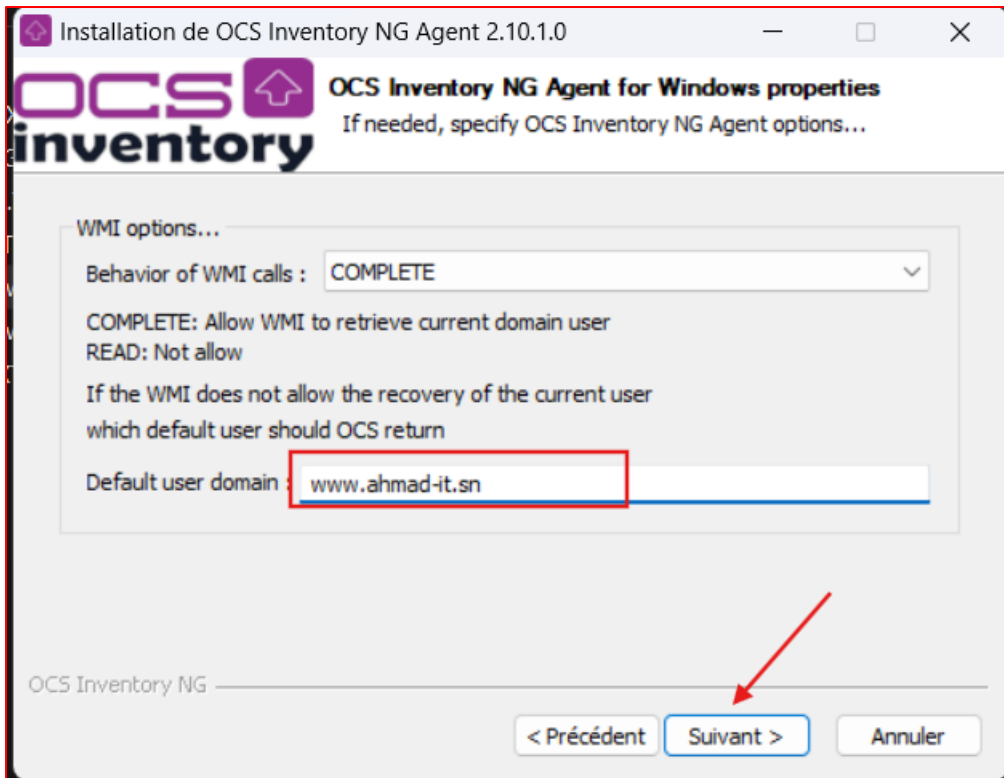 Installation de OCS Inventory NG Agent 2.10.1.0
OCS
inventory
OCS Inventory NG Agent for Windows properties
If needed, specify OCS Inventory NG Agent options...
WMI options...
Behavior of WMI calls : COMPLETE
COMPLETE: Allow WMI to retrieve current domain user
READ: Not allow
If the WMI does not allow the recovery of the current user
which default user should OCS return
Default user domain : www.ahmad-it.sn
OCS Inventory NG
< Précédent Suivant > Annuler